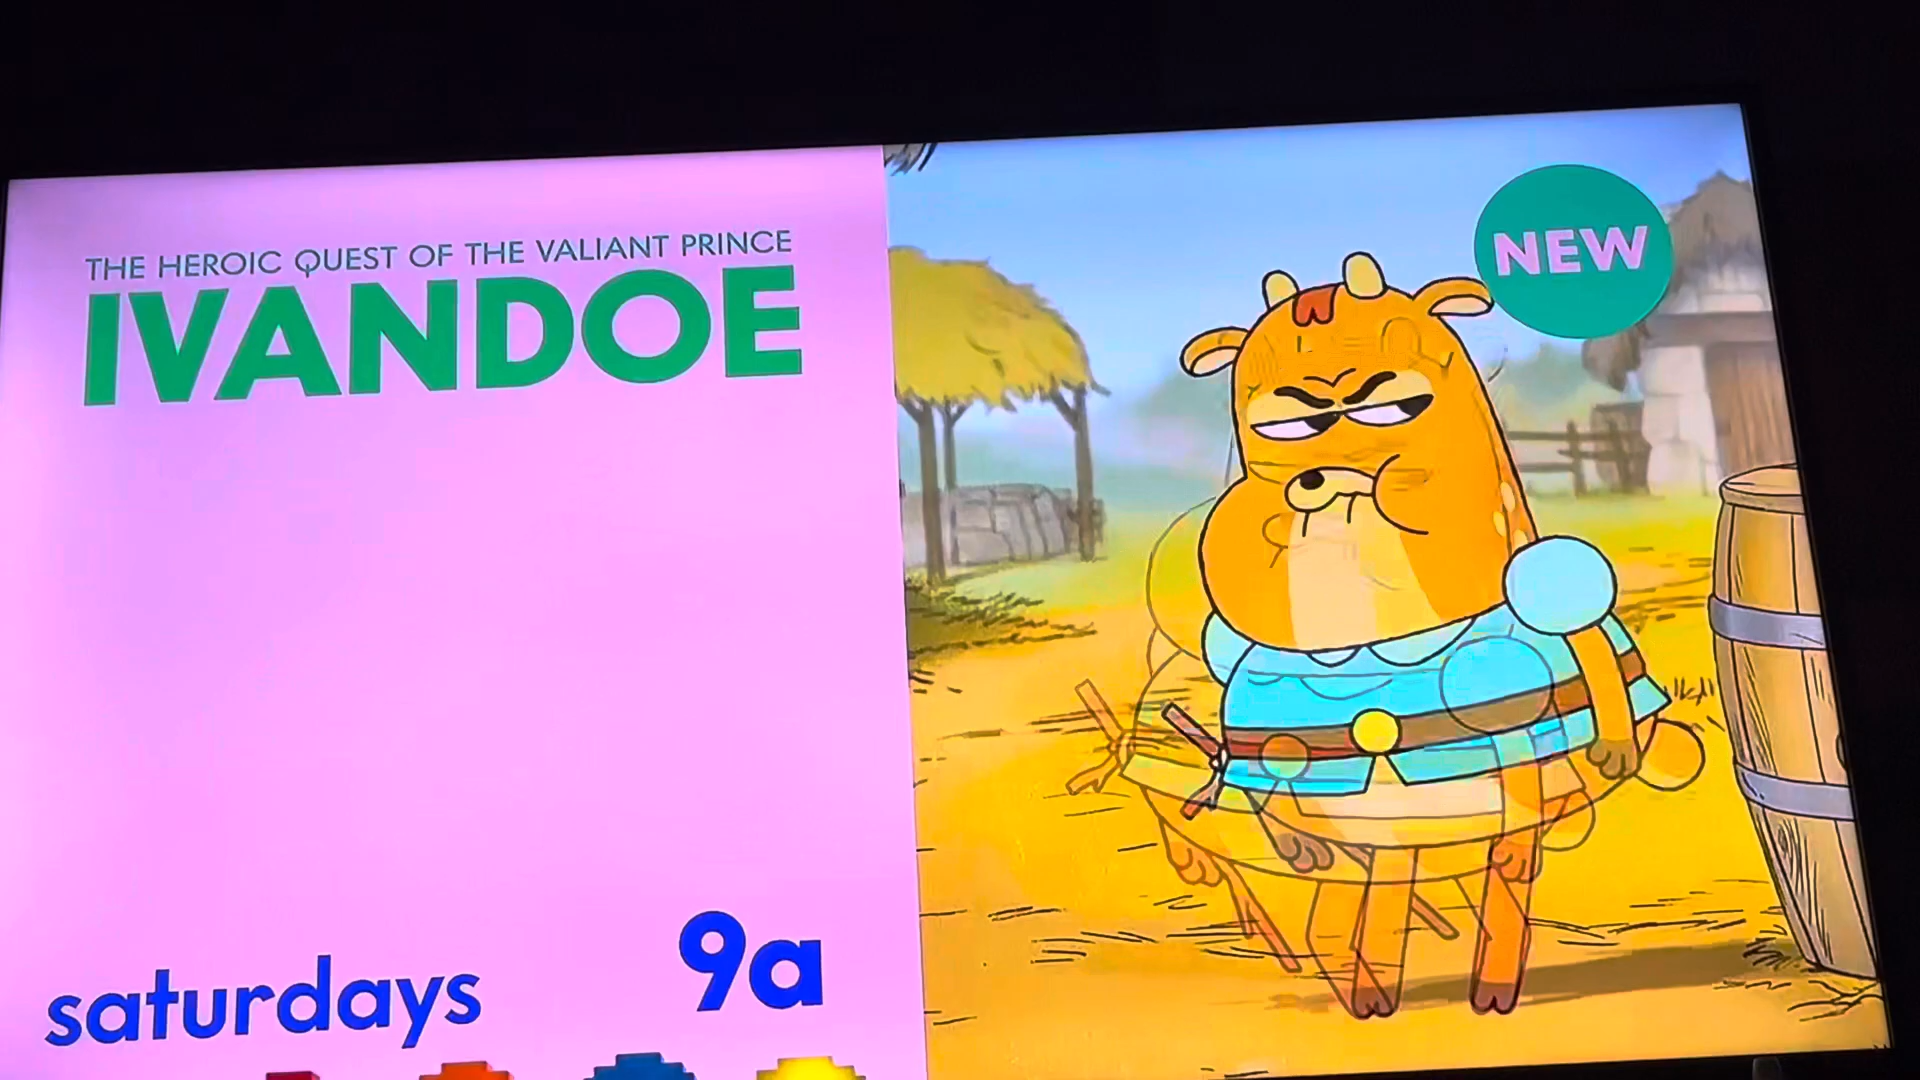 THE HEROIC QUEST OF THE VALIANT PRINCE
IVANDOE
NEW
saturdays 9a